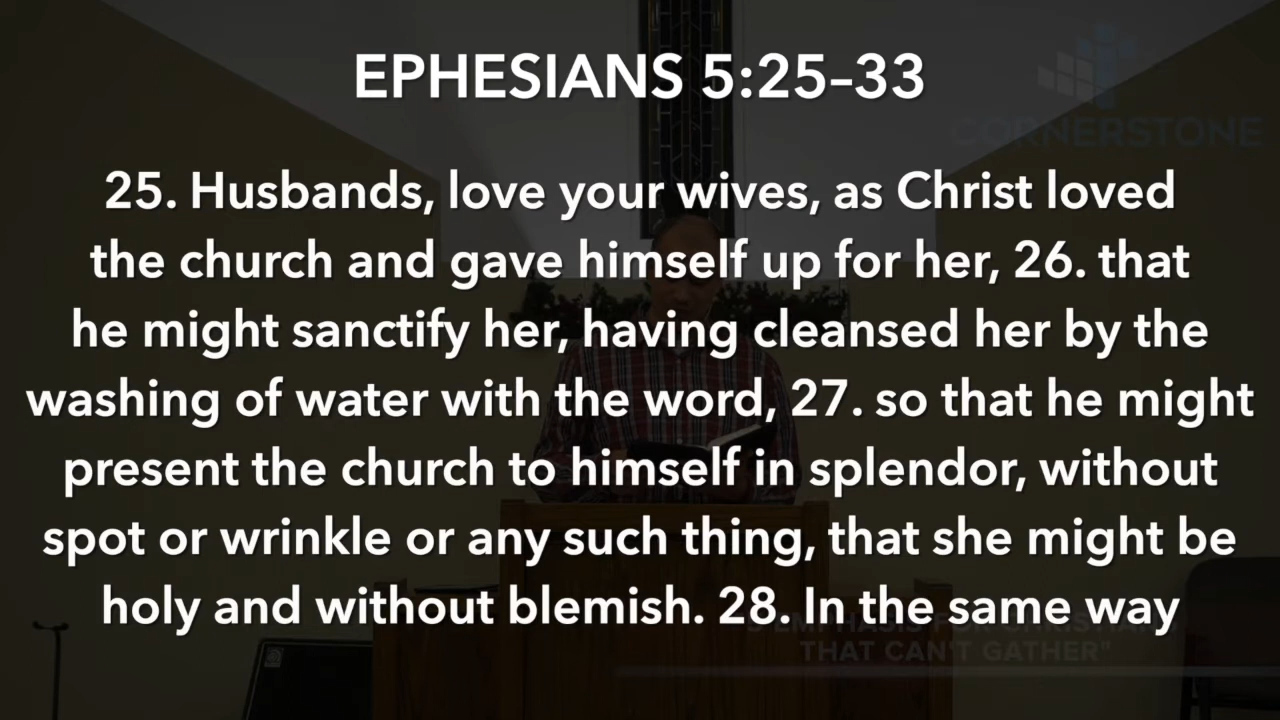 EPHESIANS 5:25–33
CORNERSTONE
25. Husbands, love your wives, as Christ loved
the church and gave himself up for her, 26. that
he might sanctify her, having cleansed her by the
washing of water with the word, 27. so that he might
present the church to himself in splendor, without
spot or wrinkle or any such thing, that she might be
holy and without blemish. 28. In the same way
EMPHASIS FOR CHRISTIAN
THAT CAN'T GATHER"